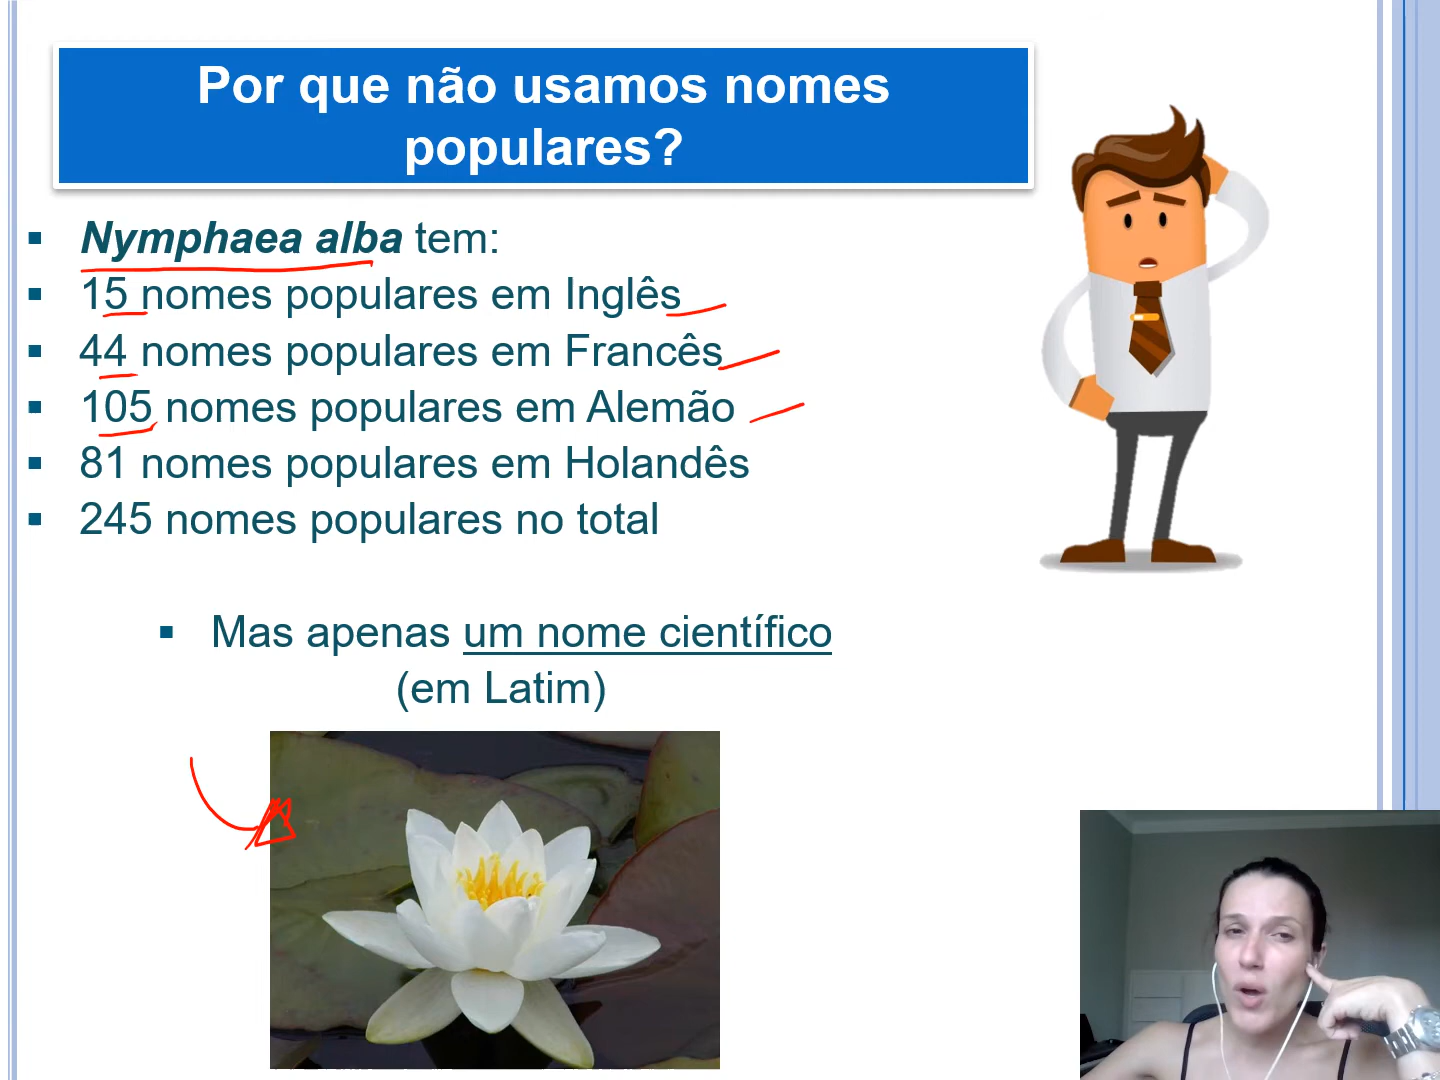 Por que não usamos nomes
populares?
Nymphaea alba tem:
15 nomes populares em Inglês
44 nomes populares em Francês
105 nomes populares em Alemão
81 nomes populares em Holandês
245 nomes populares no total
Mas apenas um nome científico
(em Latim)